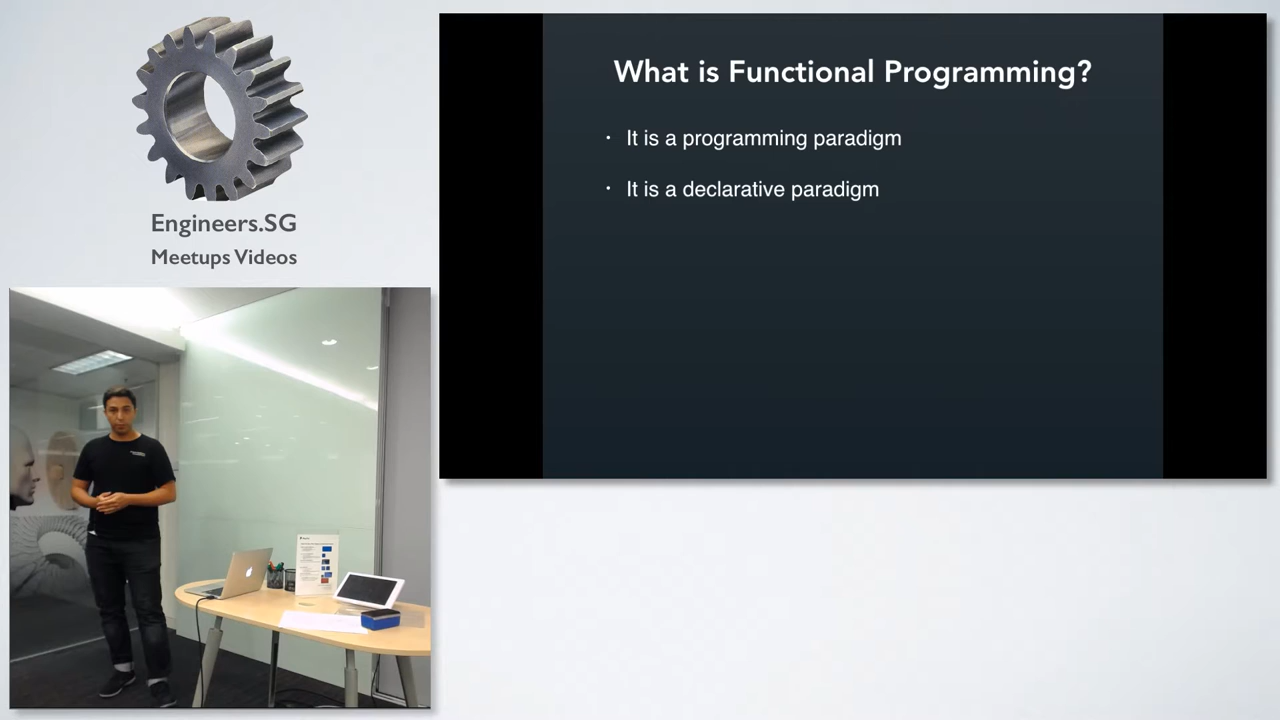 Engineers.SG
Meetups Videos
What is Functional Programming?
· It is a programming paradigm
· It is a declarative paradigm